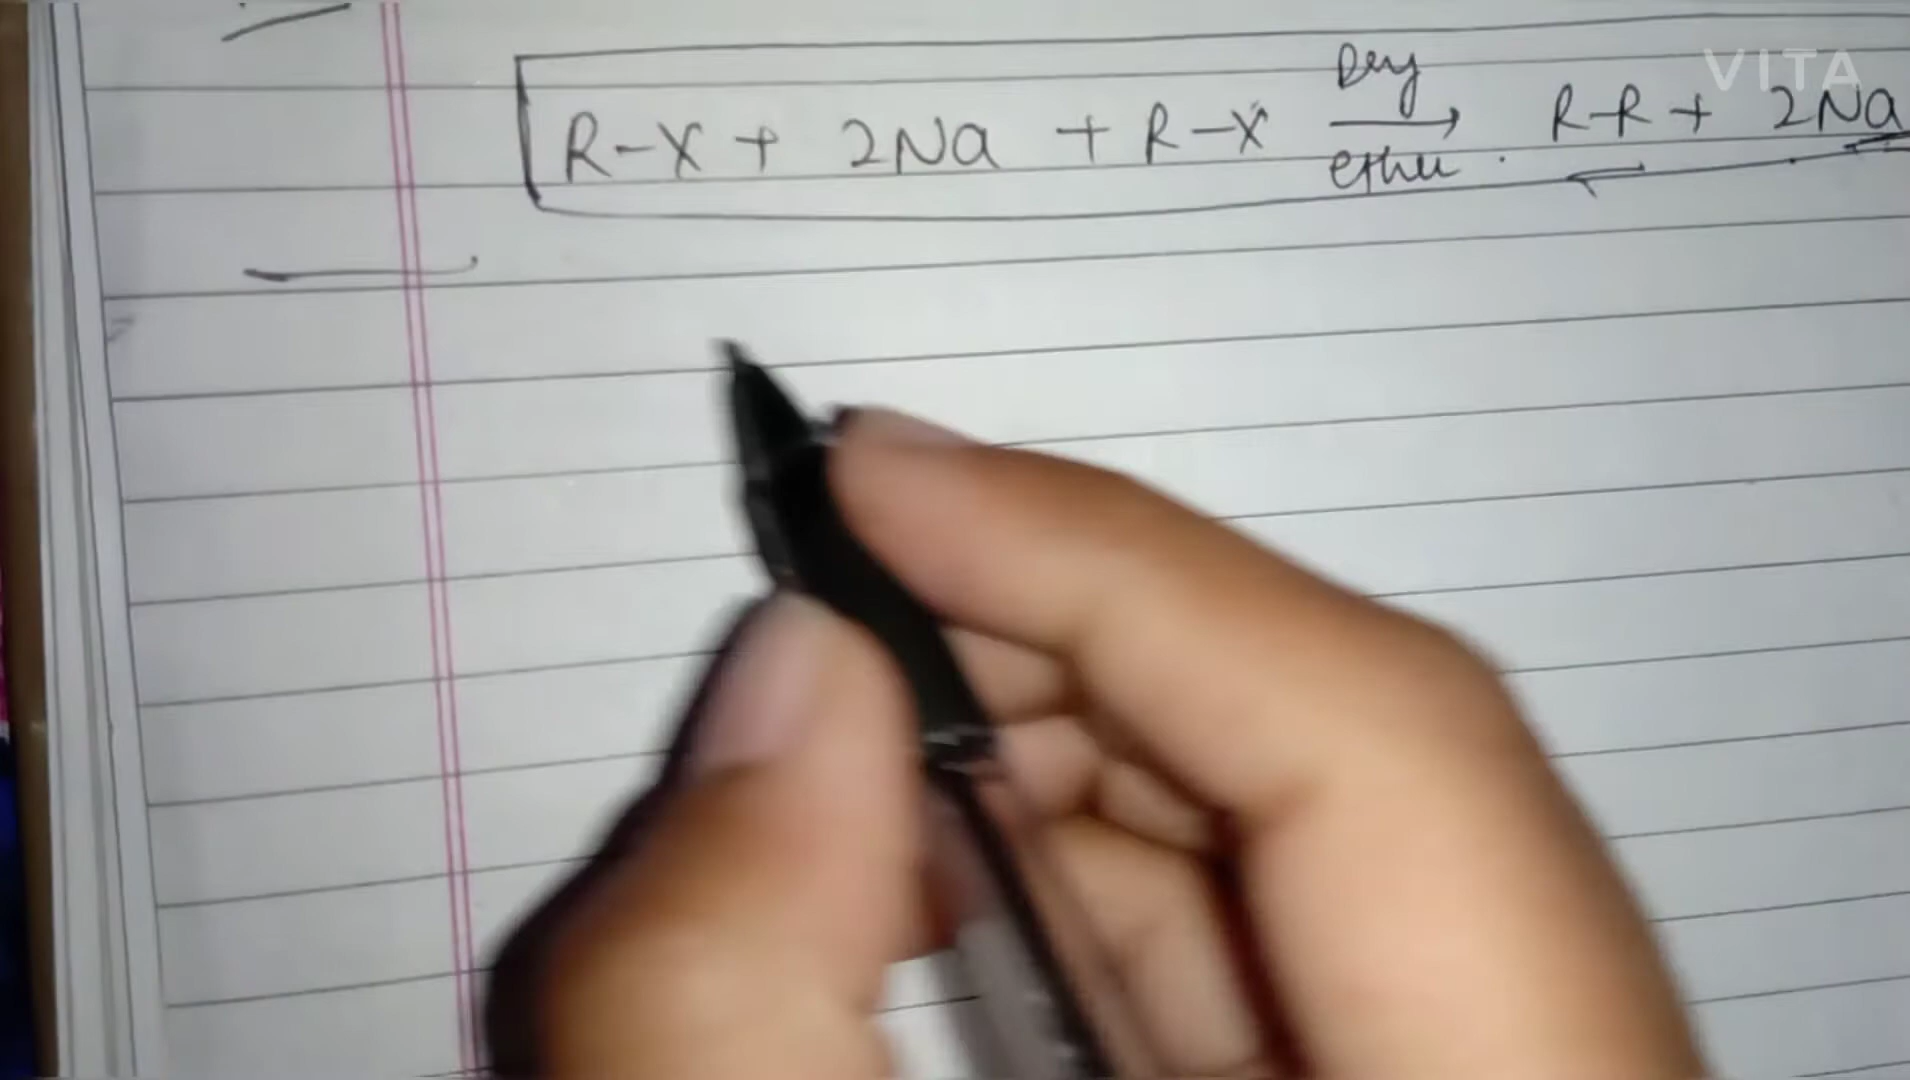 Dry
R-X + 2Na + R-X → R-R + 2Na
ether
VITA